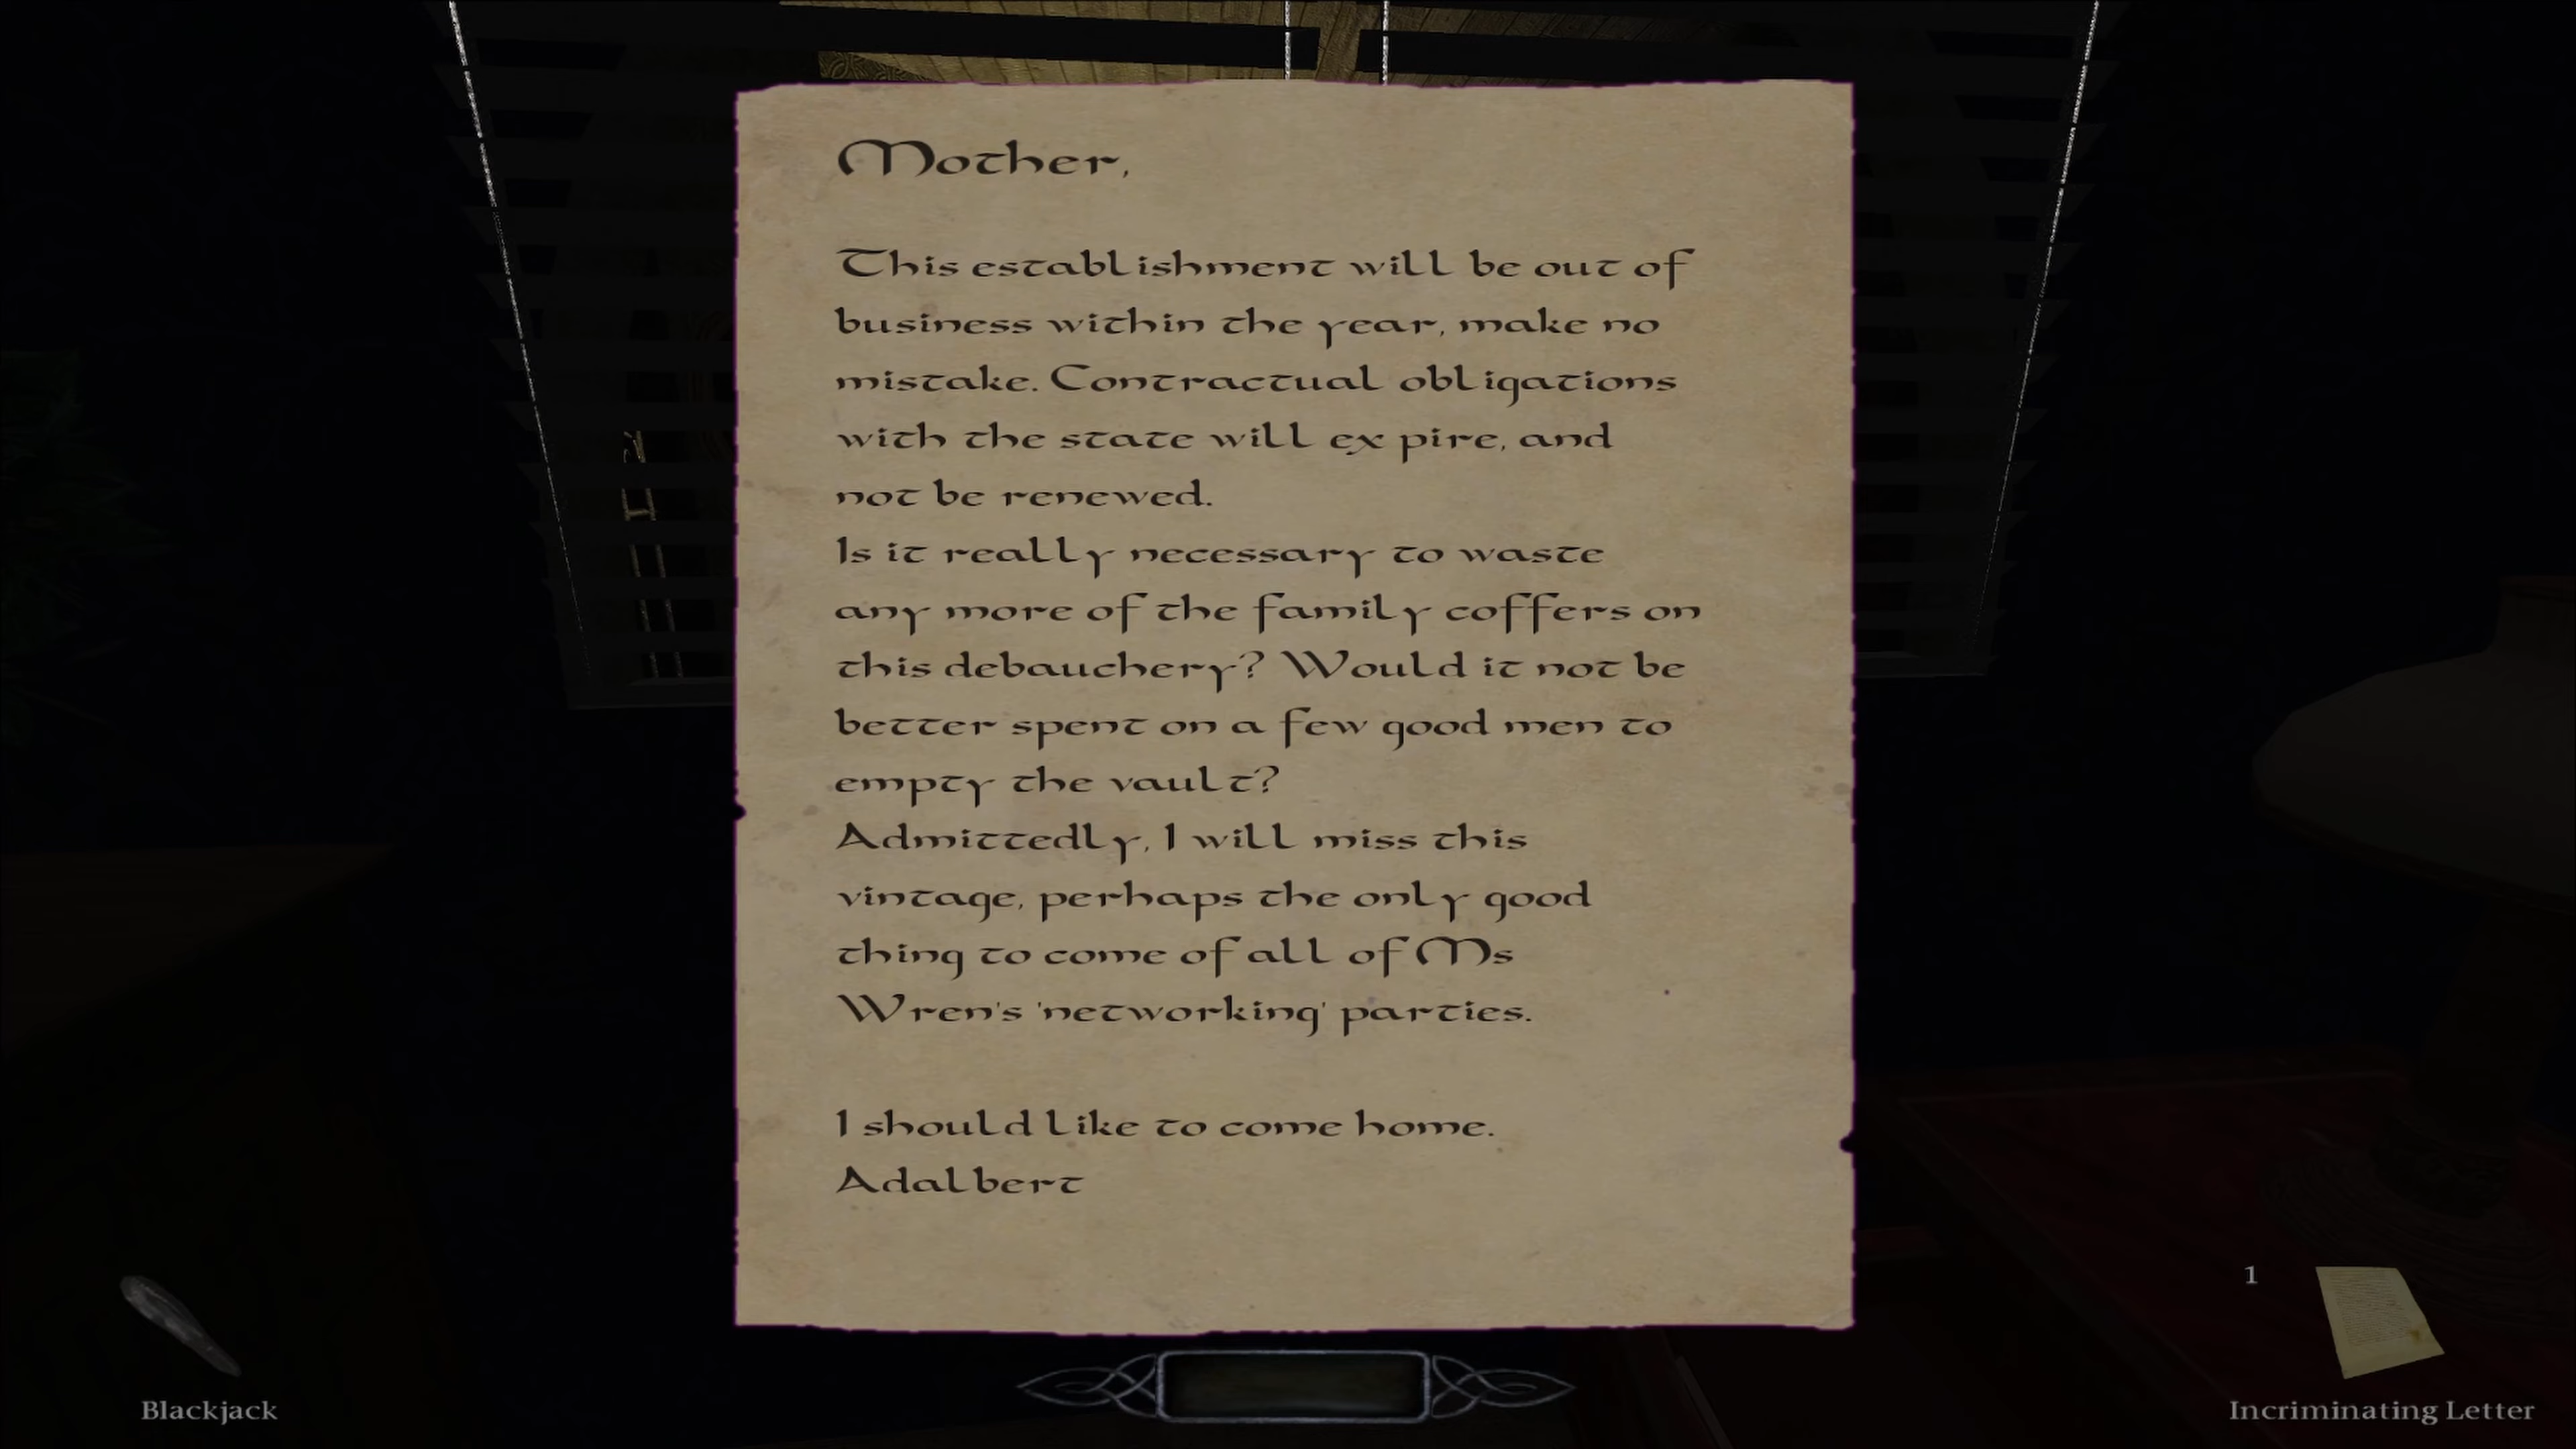 Mother,
This establishment will be out of
business within the year, make no
mistake. Contractual obligations
with the state will expire, and
not be renewed.
Is it really necessary to waste
any more of the family coffers on
this debauchery? Would it not be
better spent on a few good men to
empty the vault?
Admittedly, I will miss this
vintage, perhaps the only good
thing to come of all of Ms
Wren's 'networking' parties.
I should like to come home.
Adalbert
1
Blackjack
Incriminating Letter